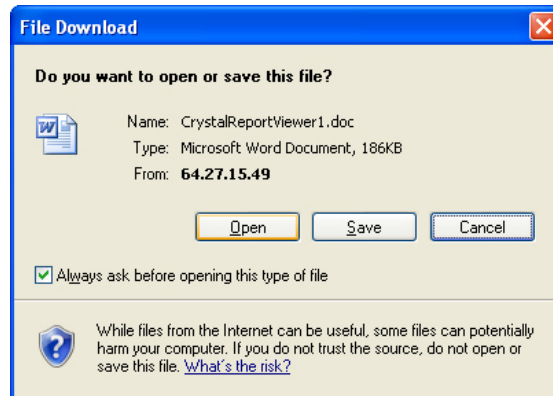 File Download
Do you want to open or save this file?
Name: CrystalReportViewer1.doc
Type: Microsoft Word Document, 186KB
From: 64.27.15.49
Open Save Cancel
Always ask before opening this type of file
While files from the Internet can be useful, some files can potentially
harm your computer. If you do not trust the source, do not open or
save this file. What's the risk?